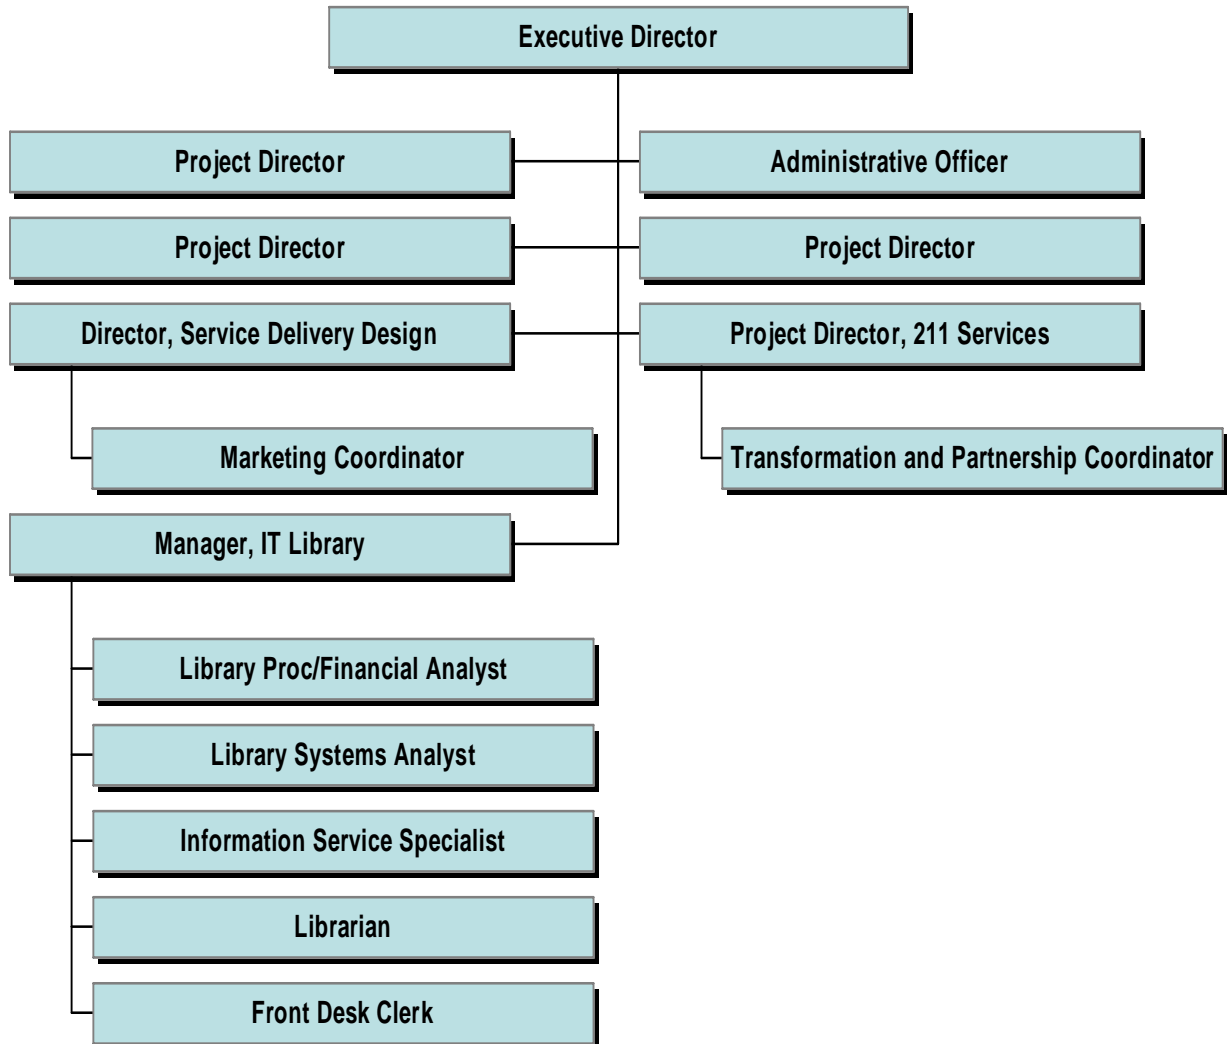 Executive Director
Project Director
Administrative Officer
Project Director
Project Director
Director, Service Delivery Design
Project Director, 211 Services
Marketing Coordinator
Transformation and Partnership Coordinator
Manager, IT Library
Library Proc/Financial Analyst
Library Systems Analyst
Information Service Specialist
Librarian
Front Desk Clerk